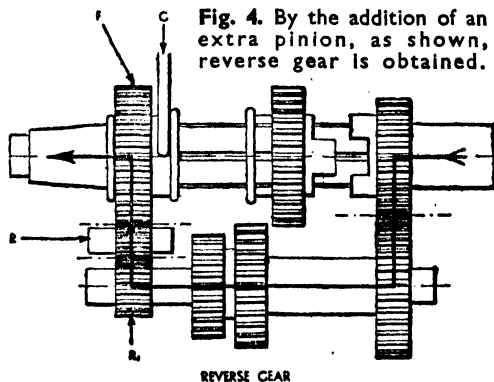 F
C
Fig. 4. By the addition of an
extra pinion, as shown,
reverse gear is obtained.
R
R₁
REVERSE GEAR